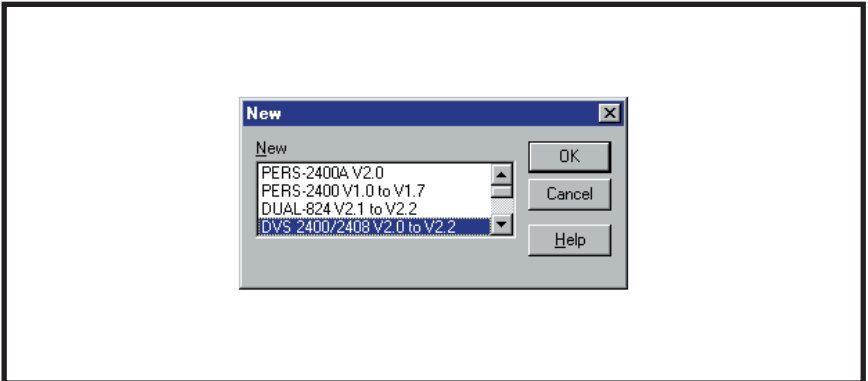 New
New
PERS-2400A V2.0
PERS-2400 V1.0 to V1.7
DUAL-824 V2.1 to V2.2
DVS 2400/2408 V2.0 to V2.2
OK
Cancel
Help